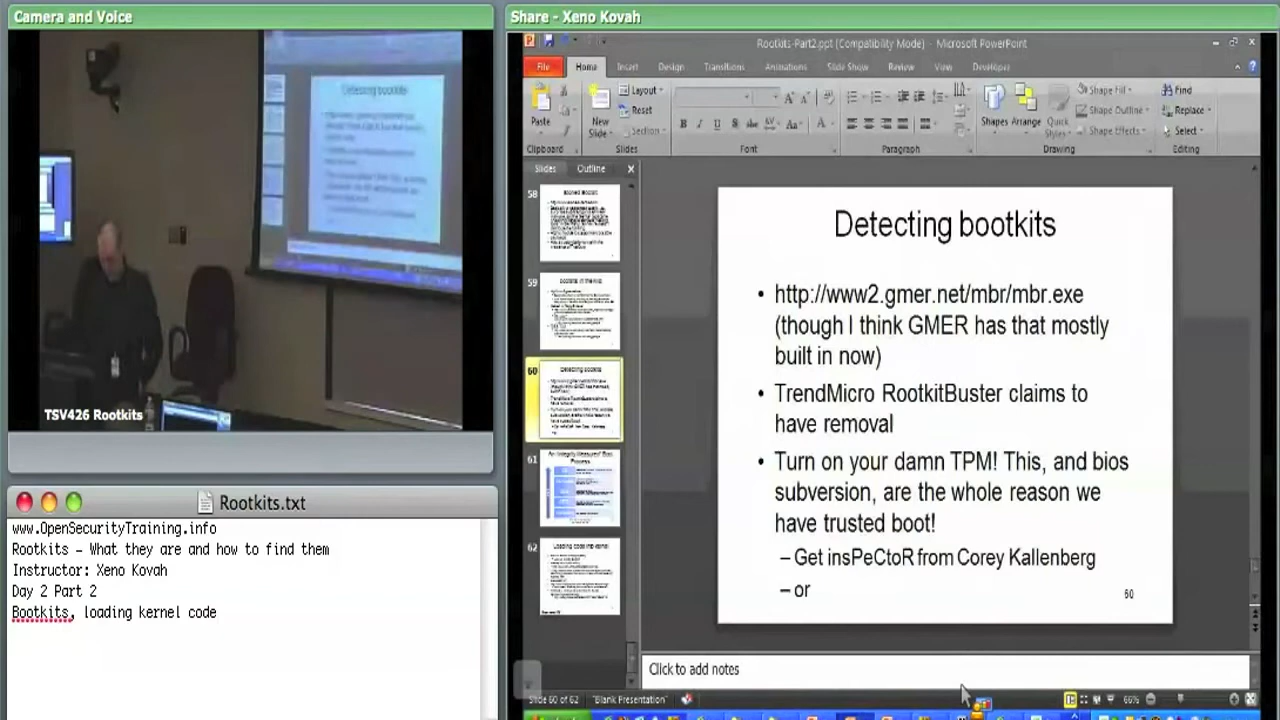 Camera and Voice
Detecting bootkits
TSV426 Rootkits
Rootkits.txt
www.OpenSecurityTraining.info
Rootkits - What they are and how to find them
Instructor: Xeno Kovah
Day Part 2
Bootkits, loading kernel code
Share - Xeno Kovah
Rootkits-Part2.ppt [Compatibility Mode] - Microsoft PowerPoint
File Home Insert Design Transitions Animations Slide Show Review View Developer
Paste
New Slide
Layout
Reset
Section
Shapes Arrange Quick Styles
Shape Fill
Shape Outline
Shape Effects
Find
Replace
Select
Clipboard Slides Font Paragraph Drawing Editing
Slides Outline
58
59
60
Detecting bootkits
61
62
Detecting bootkits
• http://www2.gmer.net/mbr/mbr.exe
(though I think GMER has that mostly
built in now)
• TrendMicro RootkitBuster claims to
have removal
• Turn on your damn TPM! This, and bios
subversion, are the whole reason we
have trusted boot!
– Get insPeCtoR from Corey Kallenberg
– or
60
Click to add notes
Slide 60 of 62 "Blank Presentation" 66%